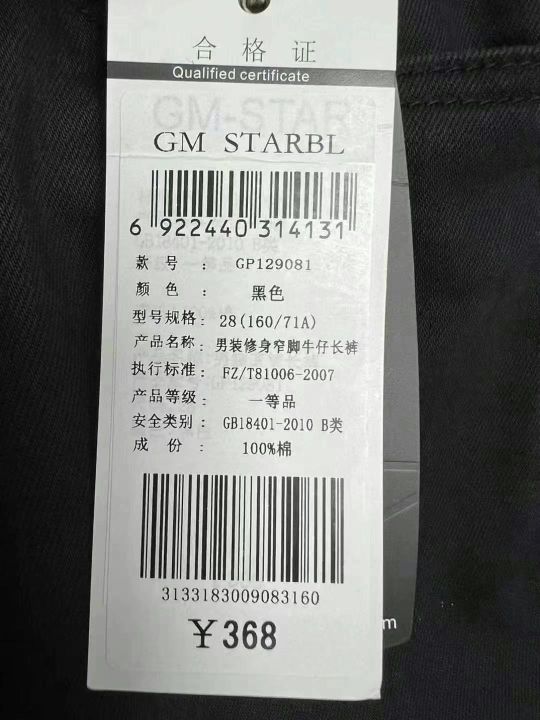 合格证
Qualified certificate
GM STARBL
6 922440 314131
款号：GP129081
颜色：黑色
型号规格：28(160/71A)
产品名称：男装修身窄脚牛仔长裤
执行标准：FZ/T81006-2007
产品等级：一等品
安全类别：GB18401-2010 B类
成份：100%棉
3133183009083160
￥368
m